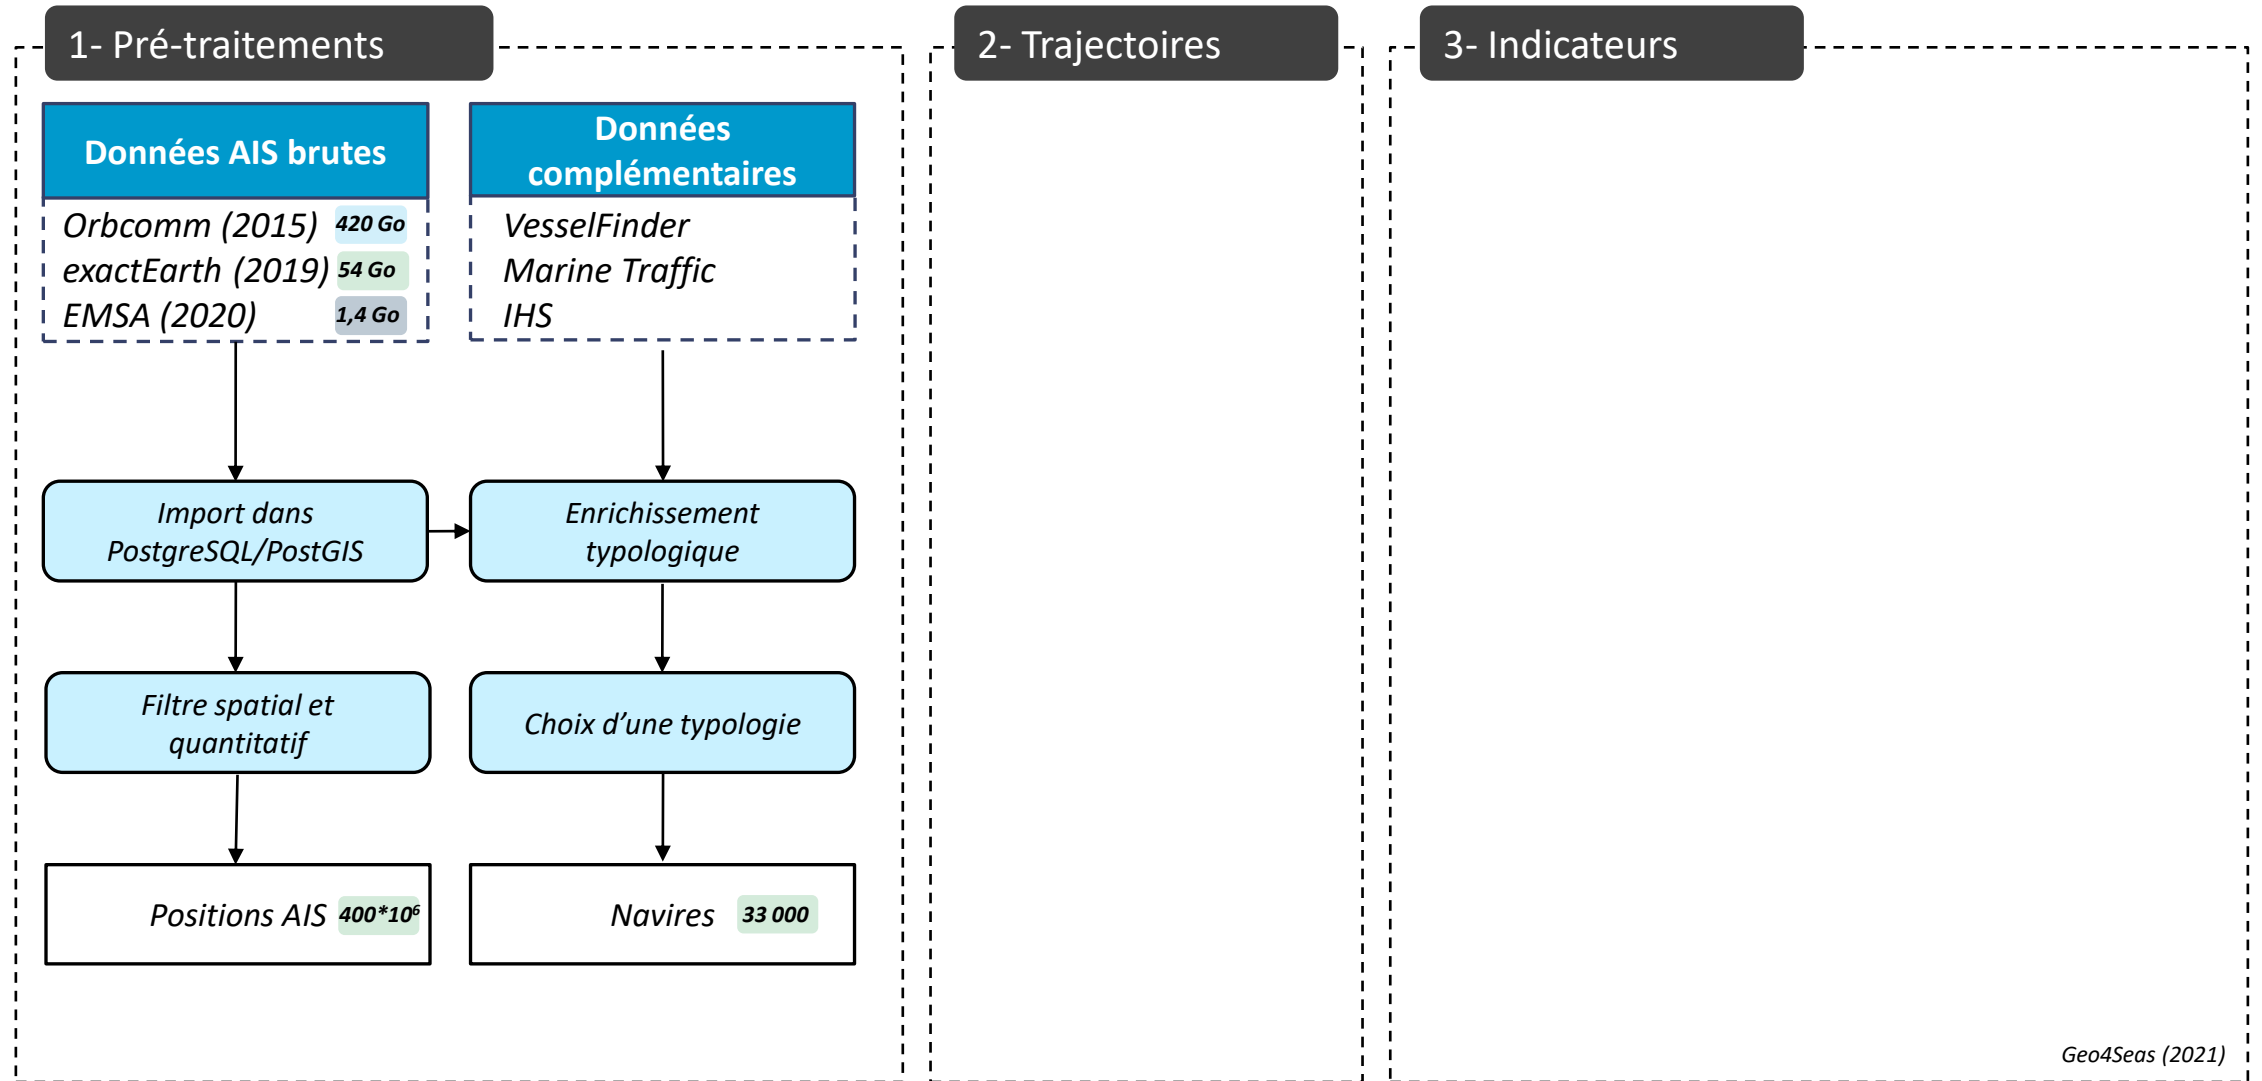 1- Pré-traitements
2- Trajectoires
3- Indicateurs
Données AIS brutes
Données
complémentaires
Orbcomm (2015) 420 Go
exactEarth (2019) 54 Go
EMSA (2020) 1,4 Go
VesselFinder
Marine Traffic
IHS
Import dans
PostgreSQL/PostGIS
Enrichissement
typologique
Filtre spatial et
quantitatif
Choix d’une typologie
Positions AIS 400*10⁶
Navires 33 000
Geo4Seas (2021)